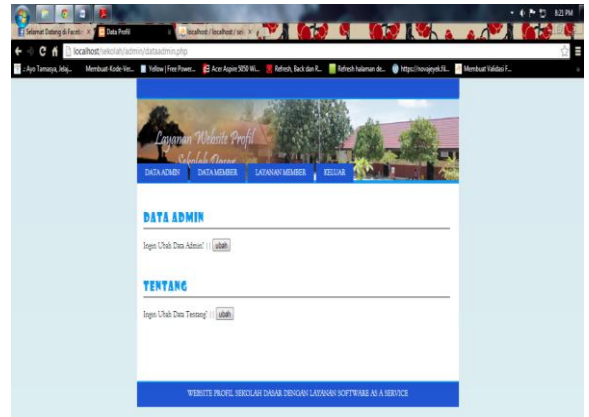 8:21 PM
Selamat Datang di Faceb
Data Profil
localhost / localhost / sek
localhost/sekolah/admin/dataadmin.php
Ayo Tamasya, Jelaj...
Membuat-Kode-Ver...
Yellow | Free Power...
Acer Aspire 5050 Wi...
Refresh, Back dan R...
Refresh halaman de...
https://novajeyek.fil...
Membuat Validasi F...
Layanan Website Profil
Sekolah Dasar
DATA ADMIN
DATA MEMBER
LAYANAN MEMBER
KELUAR
DATA ADMIN
Ingin Ubah Data Admin? || ubah
TENTANG
Ingin Ubah Data Tentang? || ubah
WEBSITE PROFIL SEKOLAH DASAR DENGAN LAYANAN SOFTWARE AS A SERVICE